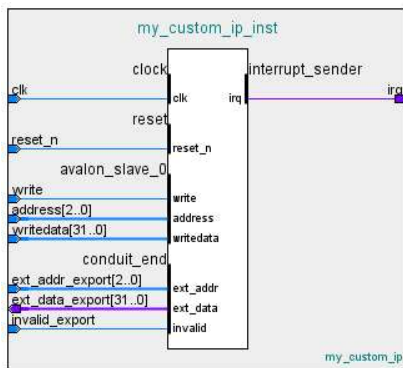 my_custom_ip_inst
clock interrupt_sender
clk clk irq irq
reset
reset_n reset_n
avalon_slave_0
write write
address[2..0] address
writedata[31..0] writedata
conduit_end
ext_addr_export[2..0] ext_addr
ext_data_export[31..0] ext_data
invalid_export invalid
my_custom_ip